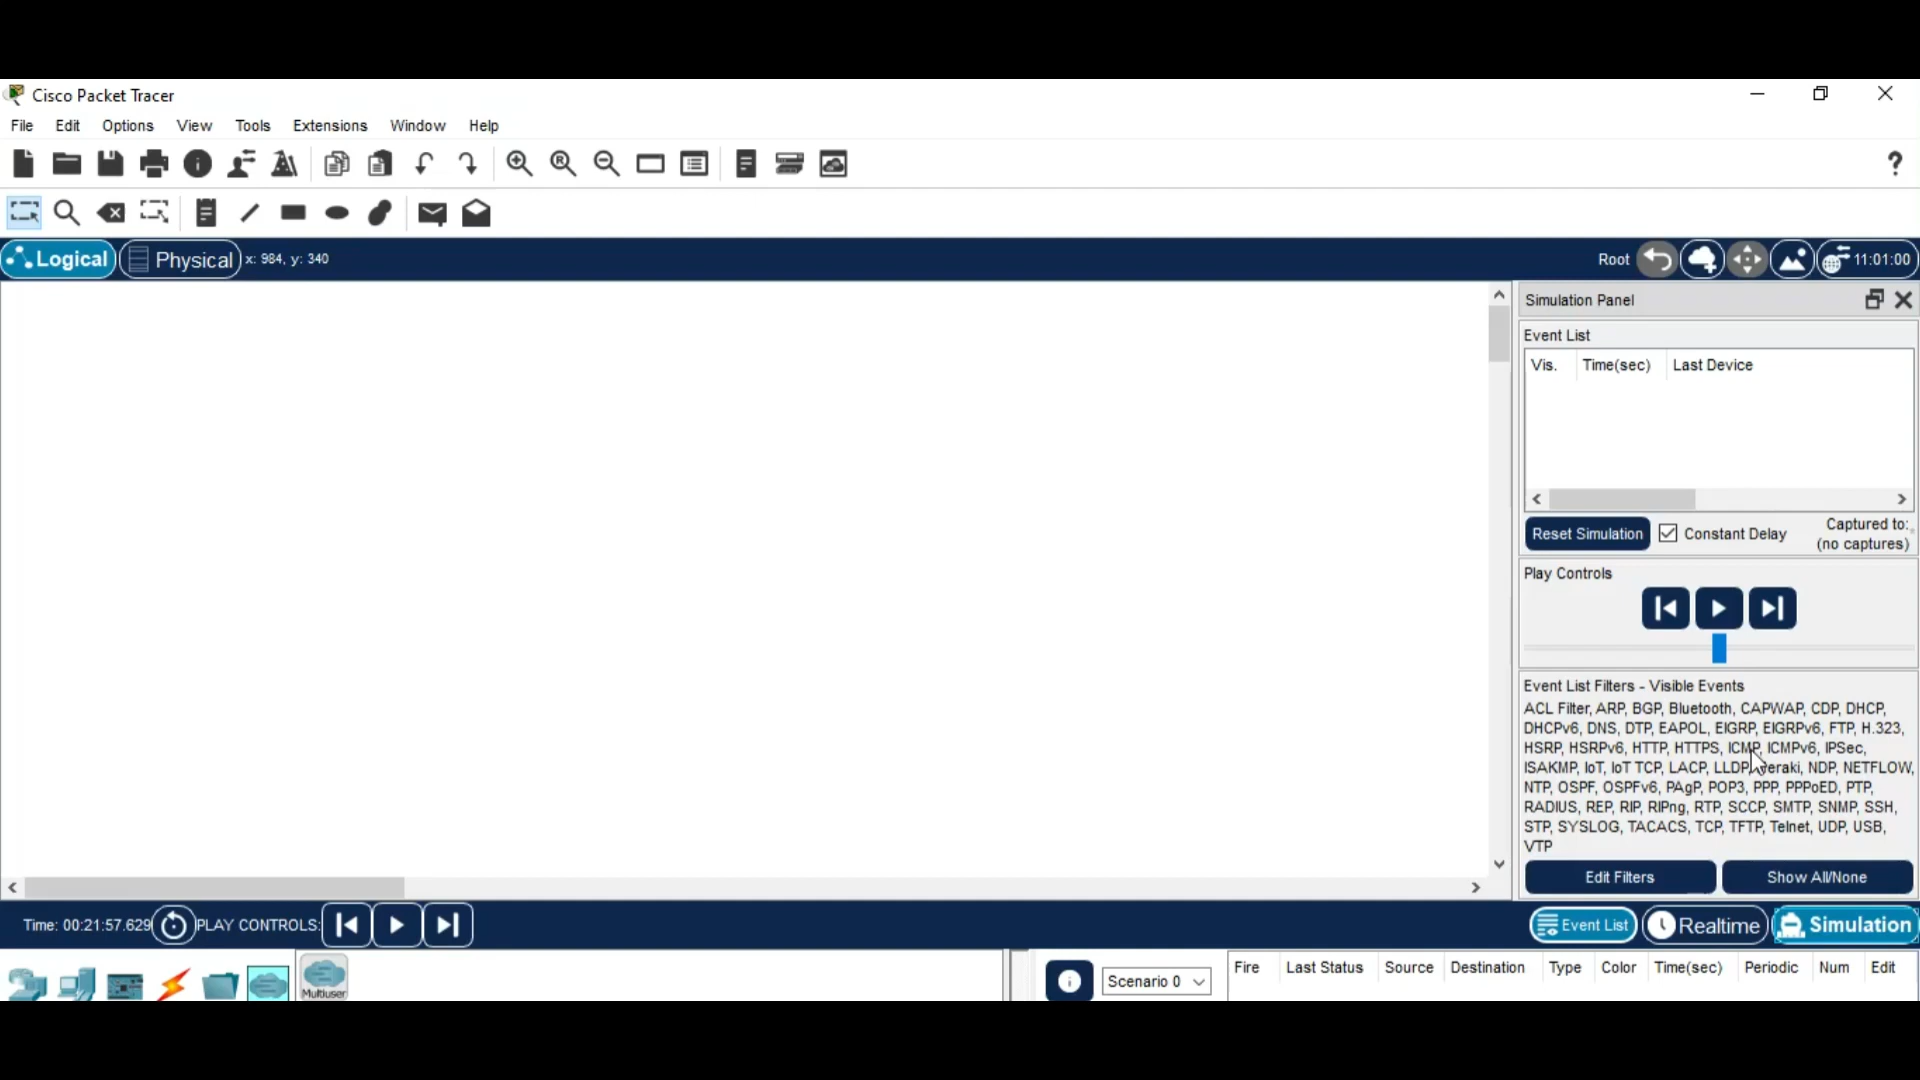 Cisco Packet Tracer
File Edit Options View Tools Extensions Window Help
Logical Physical x: 984, y: 340 Root 11:01:00
Simulation Panel
Event List
Vis. Time(sec) Last Device
Reset Simulation Constant Delay Captured to:
(no captures)
Play Controls
Event List Filters - Visible Events
ACL Filter, ARP, BGP, Bluetooth, CAPWAP, CDP, DHCP,
DHCPv6, DNS, DTP, EAPOL, EIGRP, EIGRPv6, FTP, H.323,
HSRP, HSRPv6, HTTP, HTTPS, ICMP, ICMPv6, IPSec,
ISAKMP, IoT, IoT TCP, LACP, LLDP, Meraki, NDP, NETFLOW,
NTP, OSPF, OSPFv6, PAgP, POP3, PPP, PPPoED, PTP,
RADIUS, REP, RIP, RIPng, RTP, SCCP, SMTP, SNMP, SSH,
STP, SYSLOG, TACACS, TCP, TFTP, Telnet, UDP, USB,
VTP
Edit Filters Show All/None
Time: 00:21:57.629 PLAY CONTROLS: Event List Realtime Simulation
Multiuser Scenario 0 Fire Last Status Source Destination Type Color Time(sec) Periodic Num Edit